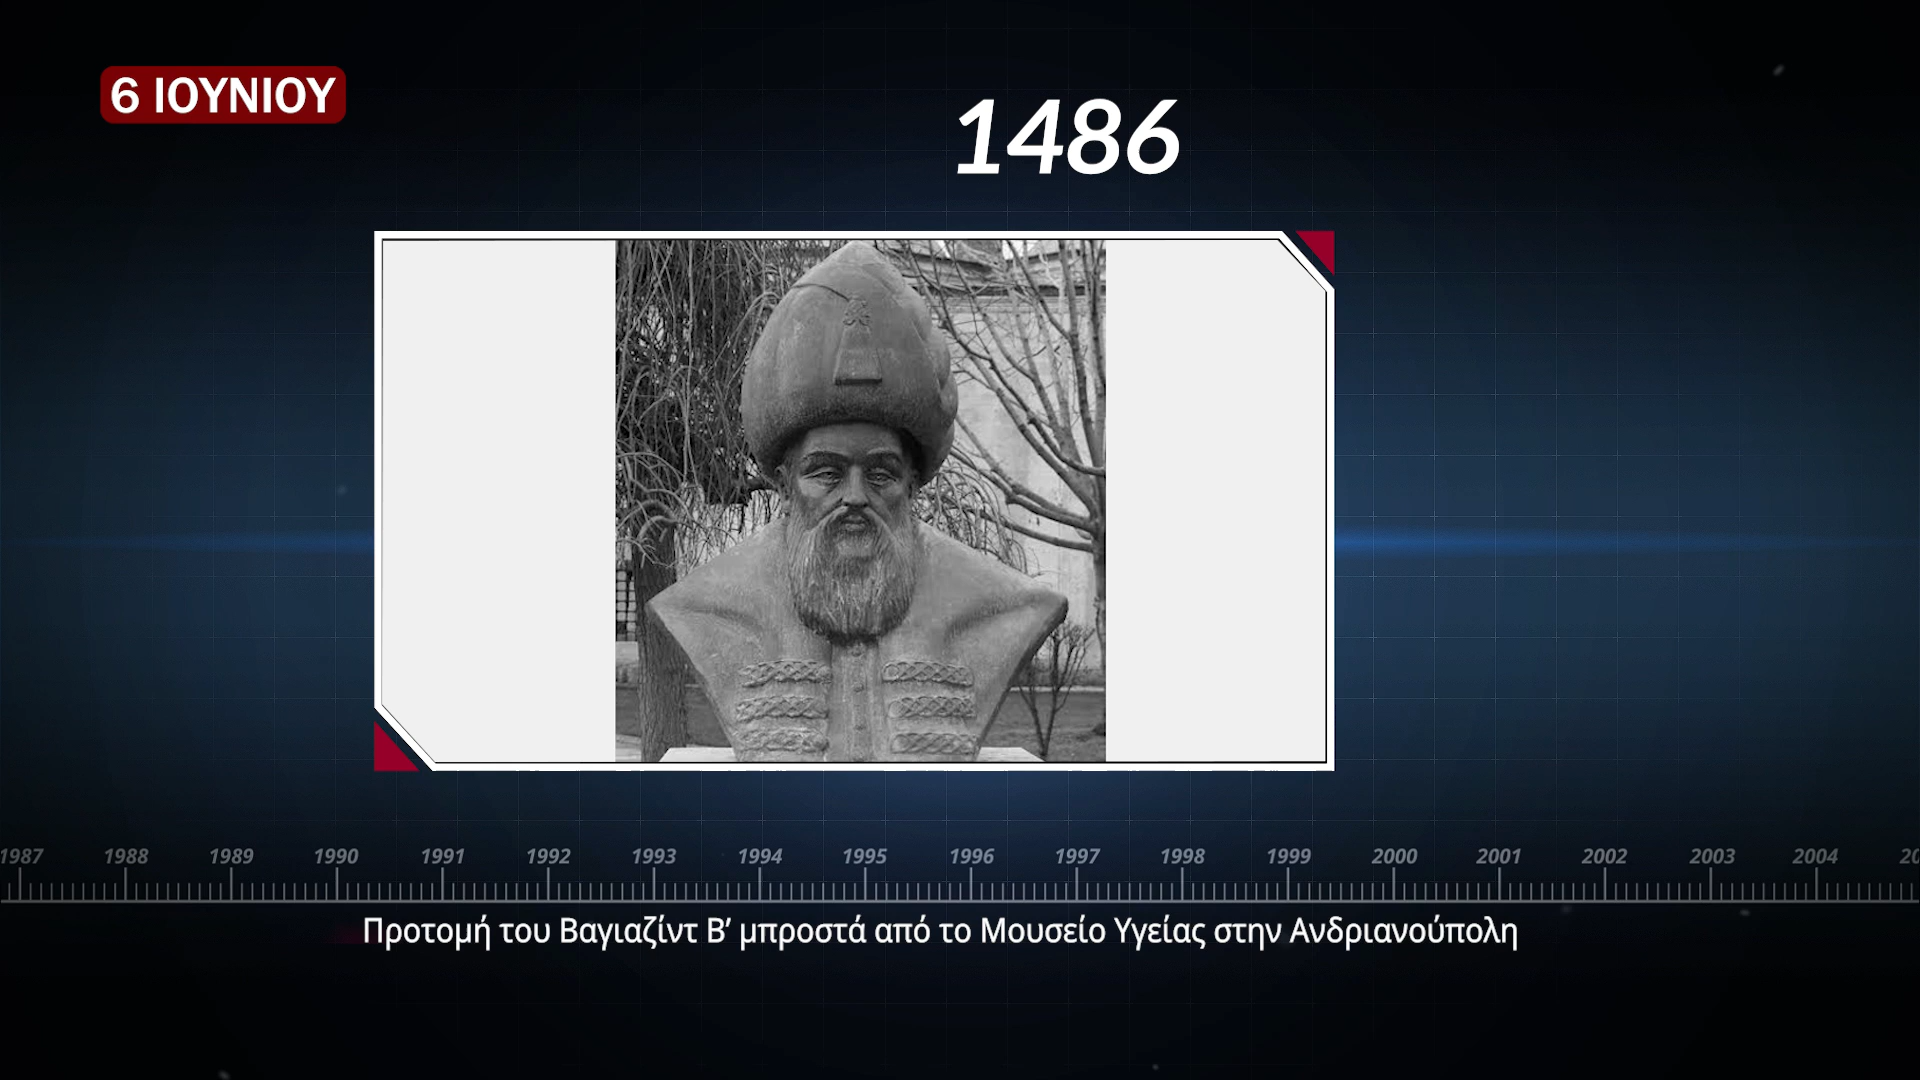 6 ΙΟΥΝΙΟΥ
1486
1987 1988 1989 1990 1991 1992 1993 1994 1995 1996 1997 1998 1999 2000 2001 2002 2003 2004
Προτομή του Βαγιαζίντ Β’ μπροστά από το Μουσείο Υγείας στην Ανδριανούπολη